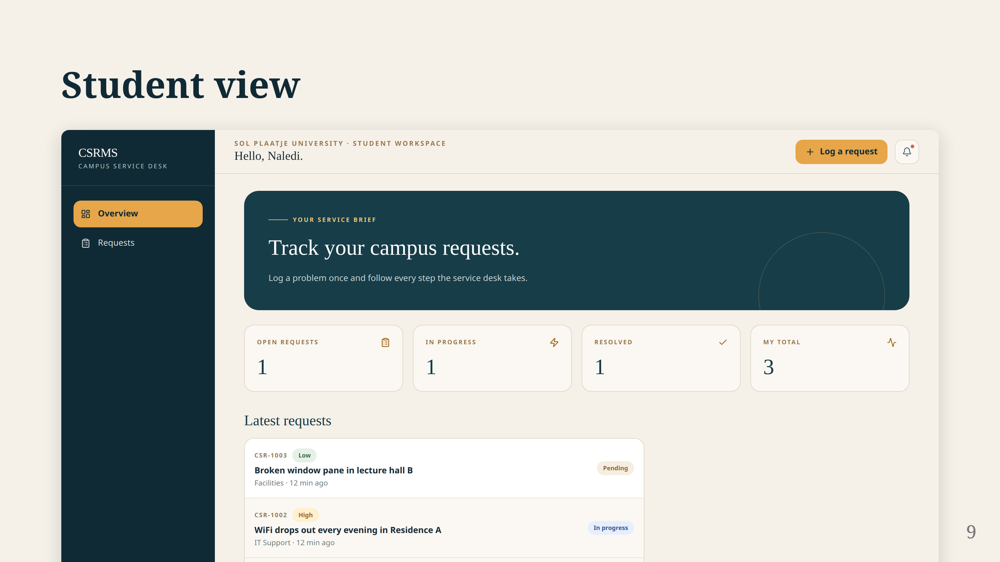 Student view
CSRMS
CAMPUS SERVICE DESK
Overview
Requests
SOL PLAATJE UNIVERSITY · STUDENT WORKSPACE
Hello, Naledi.
Log a request
YOUR SERVICE BRIEF
Track your campus requests.
Log a problem once and follow every step the service desk takes.
OPEN REQUESTS
1
IN PROGRESS
1
RESOLVED
1
MY TOTAL
3
Latest requests
CSR-1003 Low
Broken window pane in lecture hall B
Facilities · 12 min ago
Pending
CSR-1002 High
WiFi drops out every evening in Residence A
IT Support · 12 min ago
In progress
9